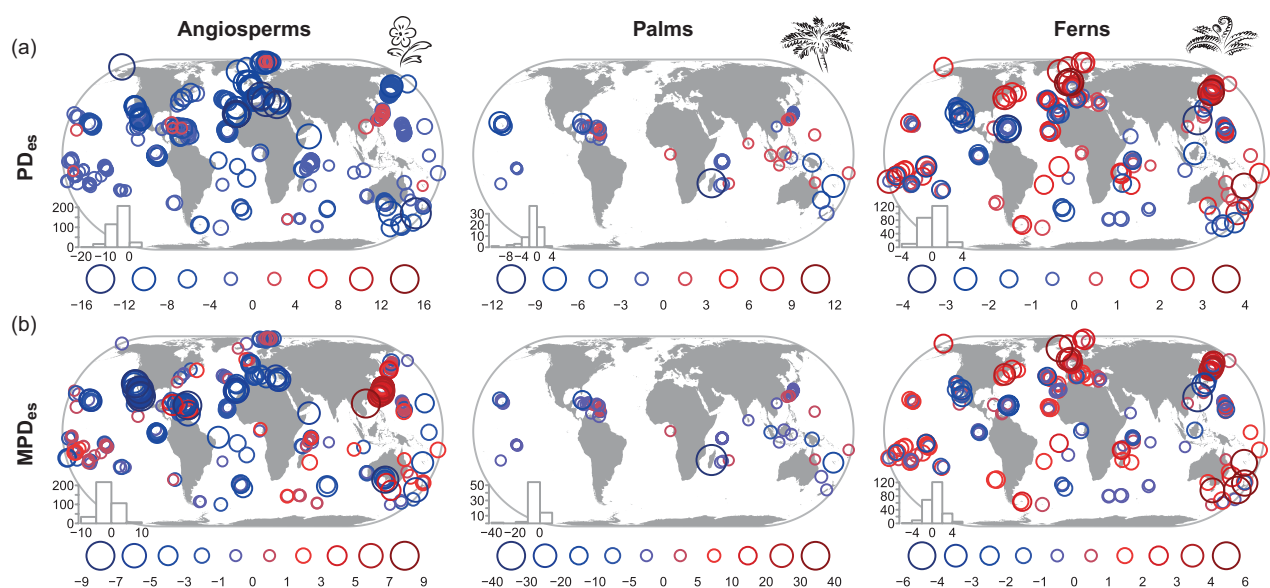 Angiosperms Palms Ferns
(a)
PDes
200
100
0
−20 −10 0
30
20
10
0
−8 −4 0 4
120
80
40
0
−4 0 4
−16 −12 −8 −4 0 4 8 12 16
−12 −9 −6 −3 0 3 6 9 12
−4 −3 −2 −1 0 1 2 3 4
(b)
MPDes
200
100
0
−10 0 10
50
30
10
−40 −20 0
120
80
40
0
−4 0 4
−9 −7 −5 −3 −1 0 1 3 5 7 9
−40 −30 −20 −10 −5 0 5 10 20 30 40
−6 −4 −3 −2 −1 0 1 2 3 4 6